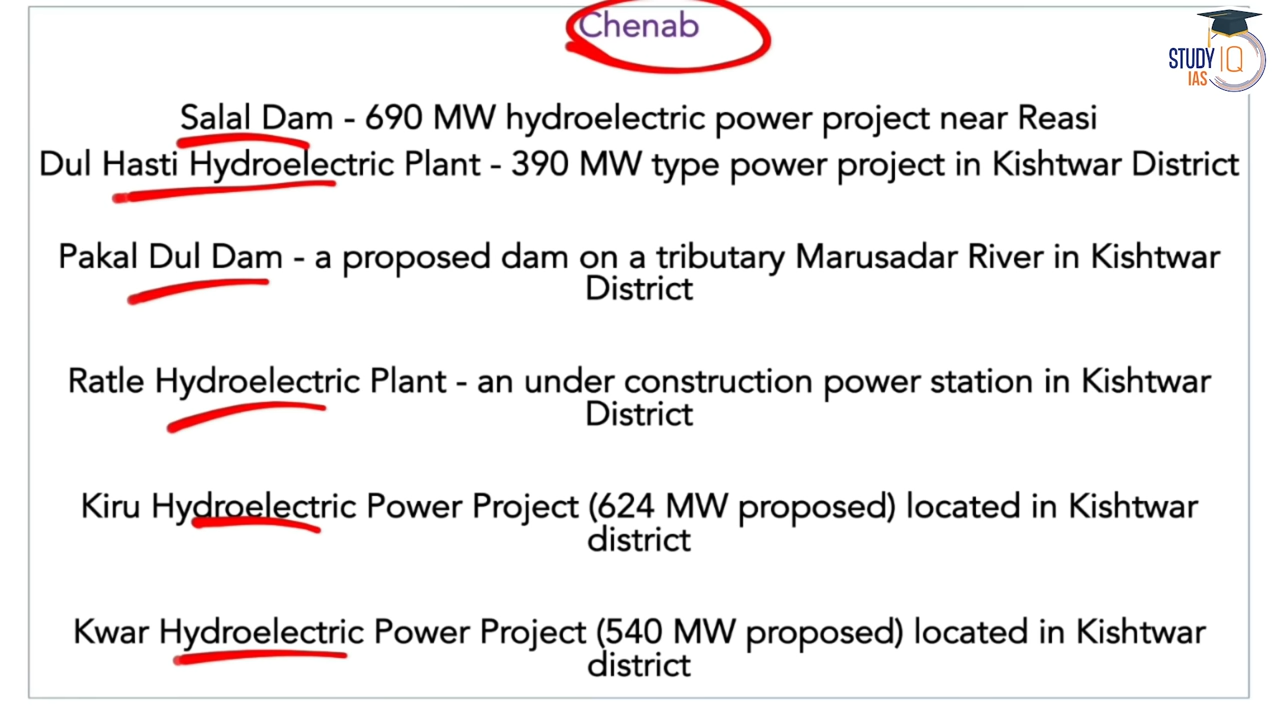 Chenab
STUDY IQ
IAS
Salal Dam - 690 MW hydroelectric power project near Reasi
Dul Hasti Hydroelectric Plant - 390 MW type power project in Kishtwar District
Pakal Dul Dam - a proposed dam on a tributary Marusadar River in Kishtwar
District
Ratle Hydroelectric Plant - an under construction power station in Kishtwar
District
Kiru Hydroelectric Power Project (624 MW proposed) located in Kishtwar
district
Kwar Hydroelectric Power Project (540 MW proposed) located in Kishtwar
district